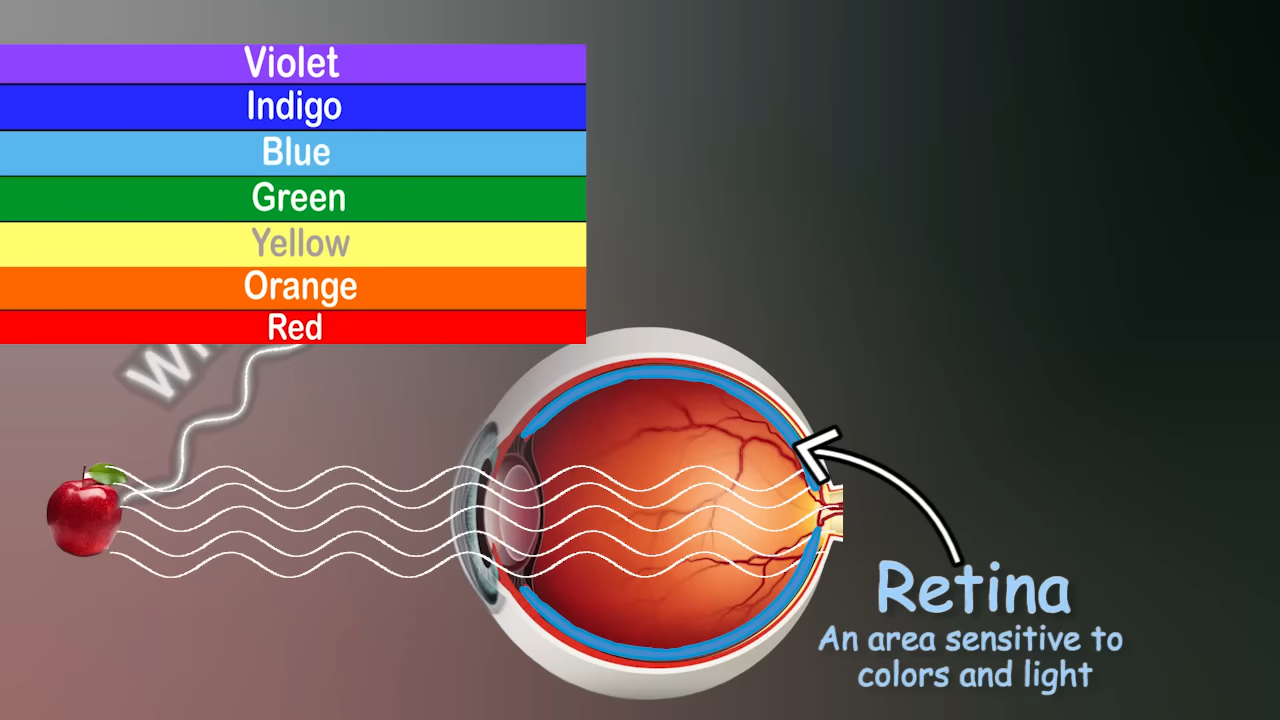 Violet
Indigo
Blue
Green
Yellow
Orange
Red
Retina
An area sensitive to
colors and light